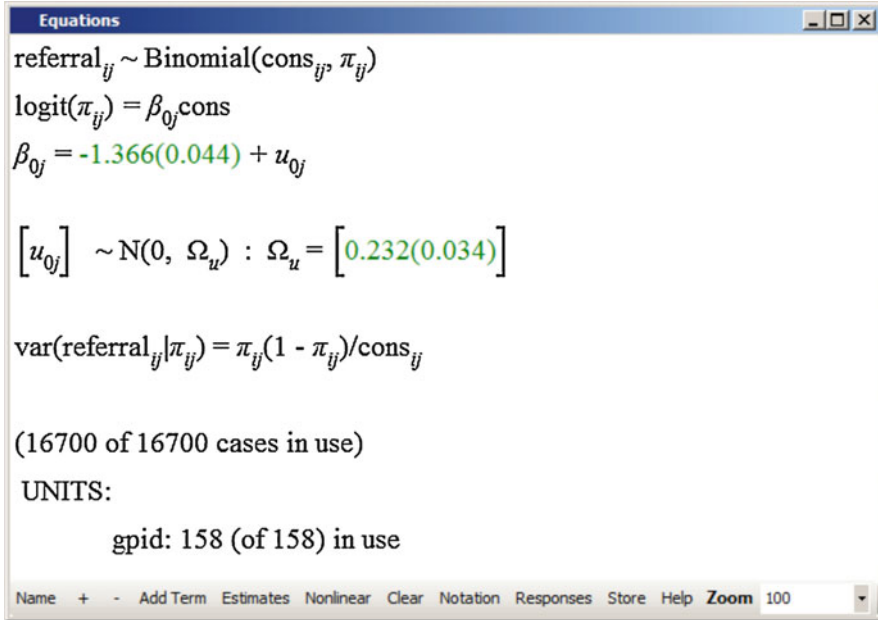 Equations
referral_ij ~ Binomial(cons_ij, π_ij)
logit(π_ij) = β_0j cons
β_0j = -1.366(0.044) + u_0j
[u_0j] ~ N(0, Ω_u) : Ω_u = [0.232(0.034)]
var(referral_ij|π_ij) = π_ij(1 - π_ij)/cons_ij
(16700 of 16700 cases in use)
UNITS:
gpid: 158 (of 158) in use
Name + - Add Term Estimates Nonlinear Clear Notation Responses Store Help Zoom 100